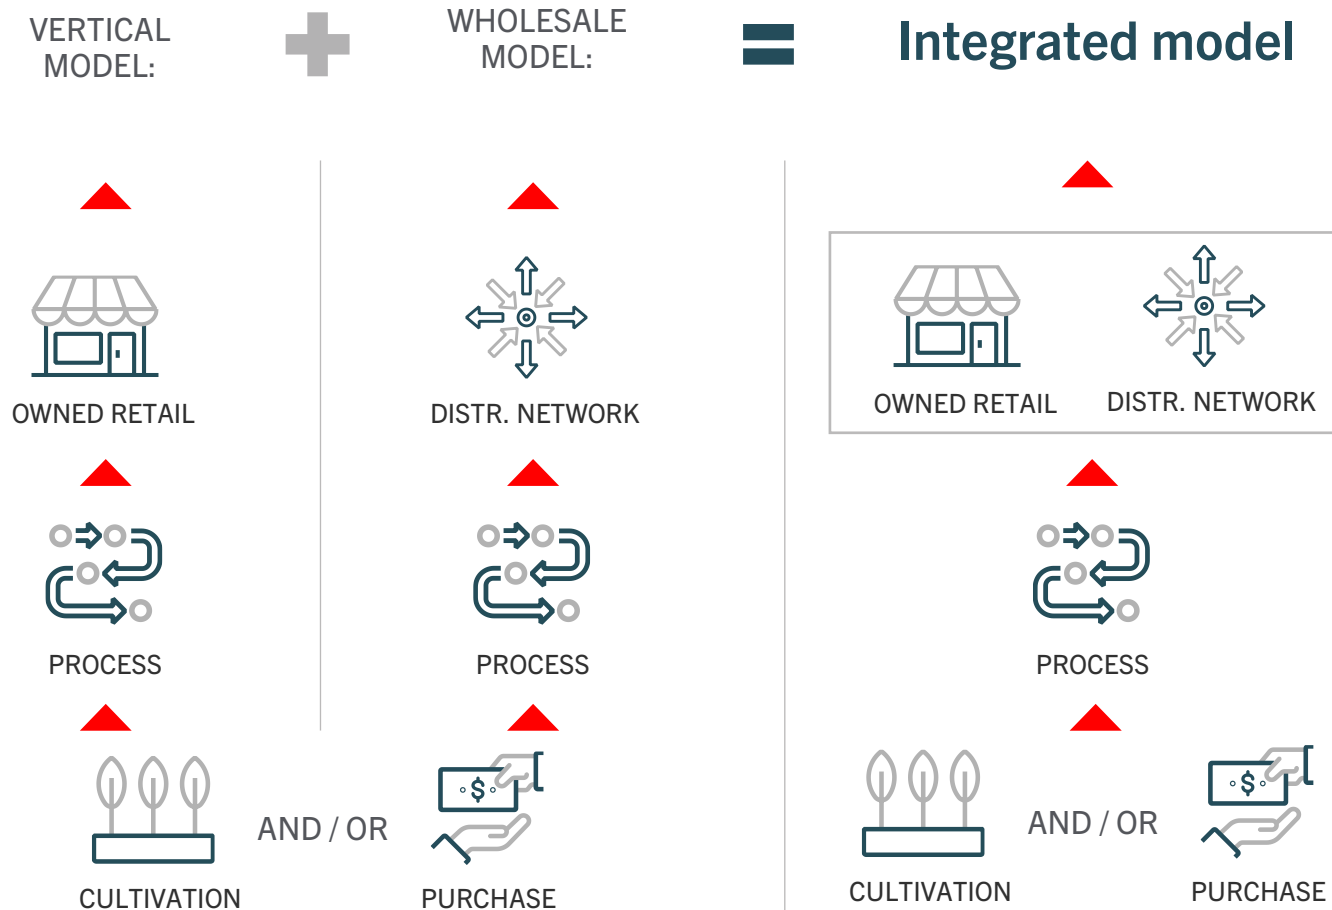 VERTICAL
MODEL:
WHOLESALE
MODEL:
Integrated model
OWNED RETAIL
DISTR. NETWORK
OWNED RETAIL
DISTR. NETWORK
PROCESS
PROCESS
PROCESS
$
AND / OR
$
AND / OR
CULTIVATION
PURCHASE
CULTIVATION
PURCHASE